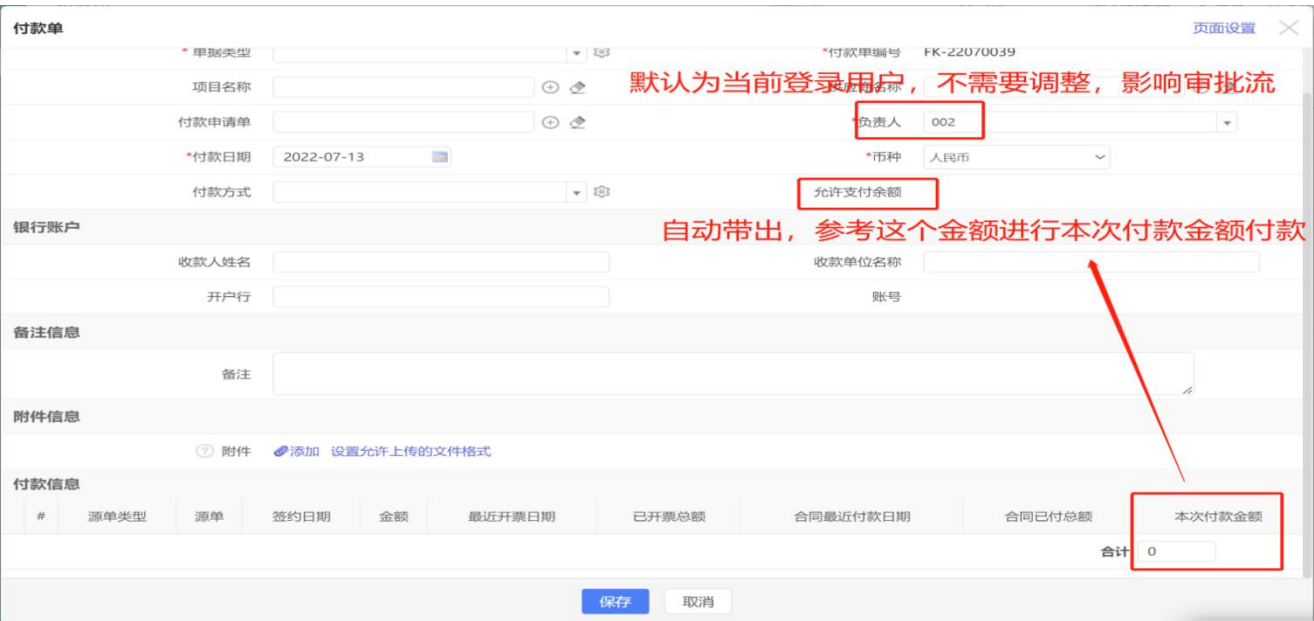 付款单 页面设置
*单据类型 *付款单编号 FK-22070039
项目名称 默认为当前登录用户，不需要调整，影响审批流
付款申请单 *负责人 002
*付款日期 2022-07-13 *币种 人民币
付款方式 允许支付余额
银行账户 自动带出，参考这个金额进行本次付款金额付款
收款人姓名 收款单位名称
开户行 账号
备注信息
备注
附件信息
? 附件 添加 设置允许上传的文件格式
付款信息
# 源单类型 源单 签约日期 金额 最近开票日期 已开票总额 合同最近付款日期 合同已付总额 本次付款金额
合计 0
保存 取消